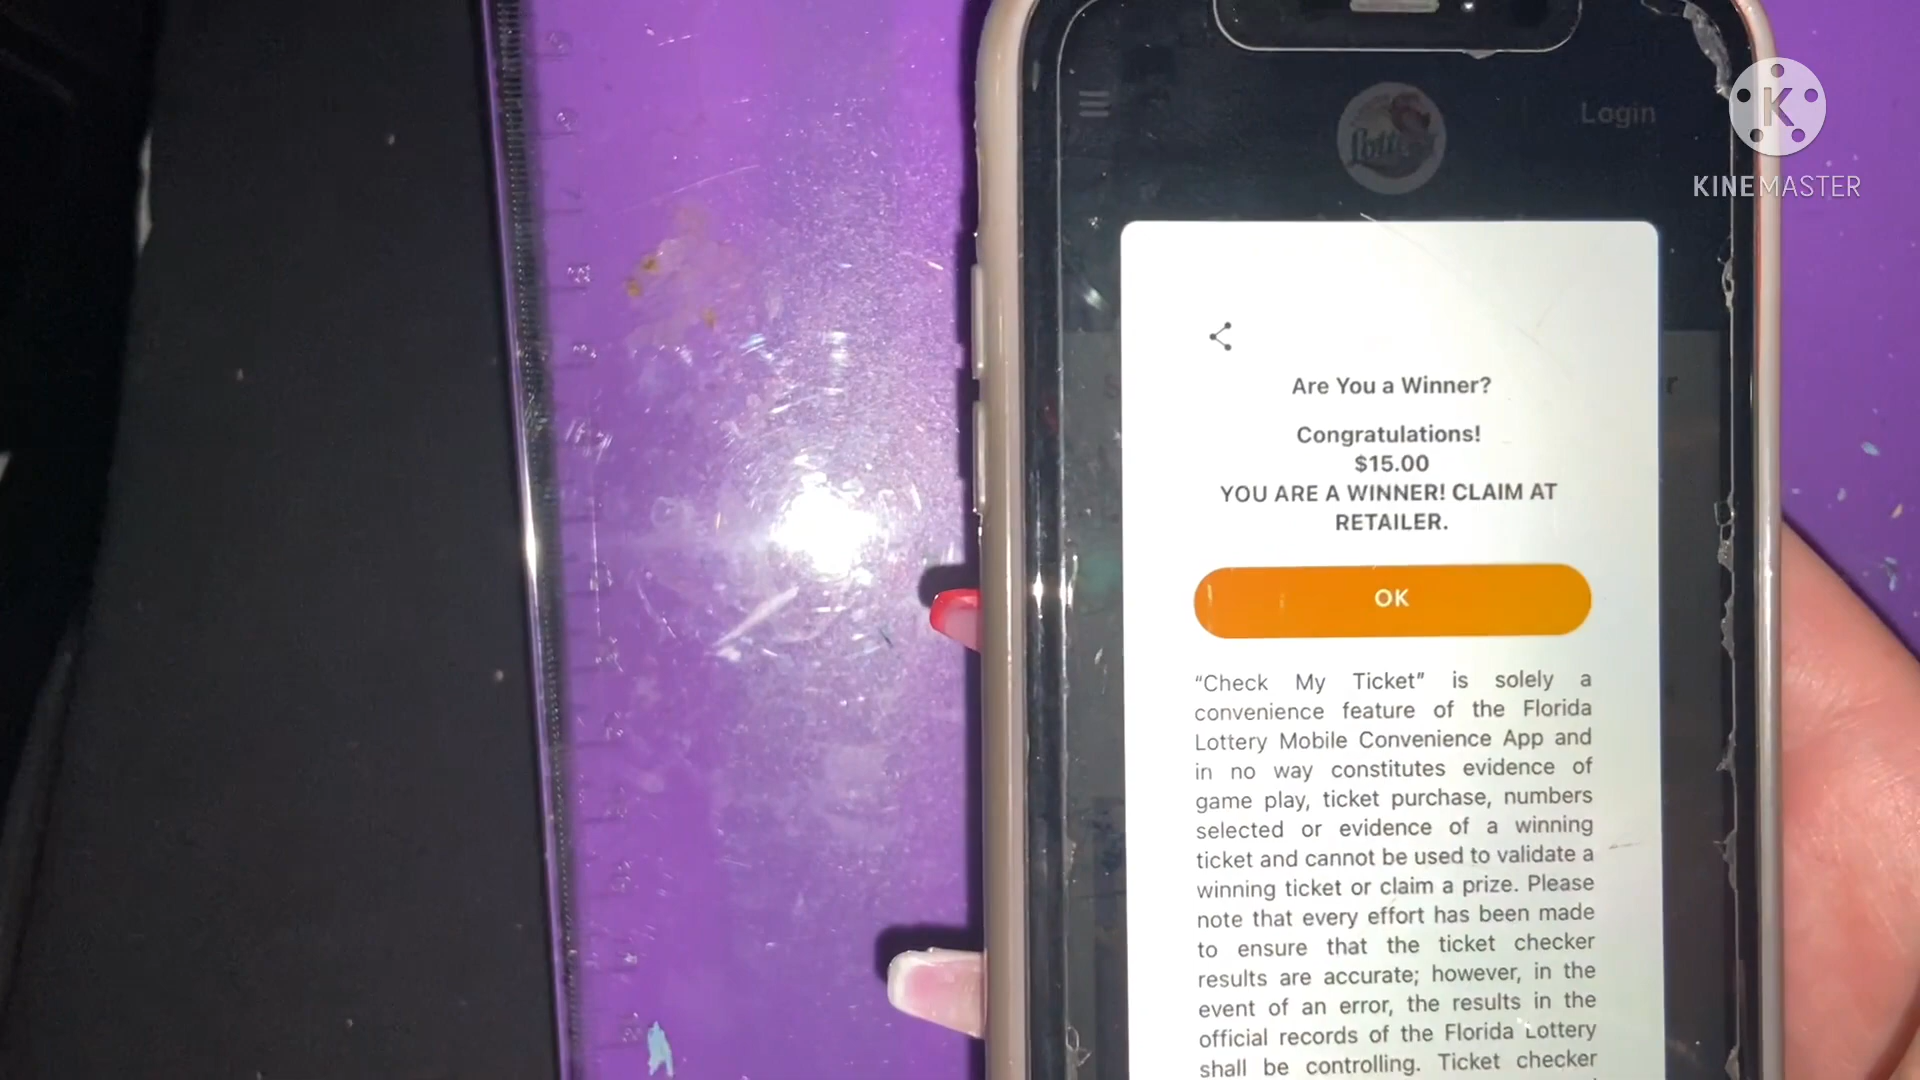 Login
Lottery
KINEMASTER
Are You a Winner?
Congratulations!
$15.00
YOU ARE A WINNER! CLAIM AT
RETAILER.
OK
“Check My Ticket” is solely a
convenience feature of the Florida
Lottery Mobile Convenience App and
in no way constitutes evidence of
game play, ticket purchase, numbers
selected or evidence of a winning
ticket and cannot be used to validate a
winning ticket or claim a prize. Please
note that every effort has been made
to ensure that the ticket checker
results are accurate; however, in the
event of an error, the results in the
official records of the Florida Lottery
shall be controlling. Ticket checker